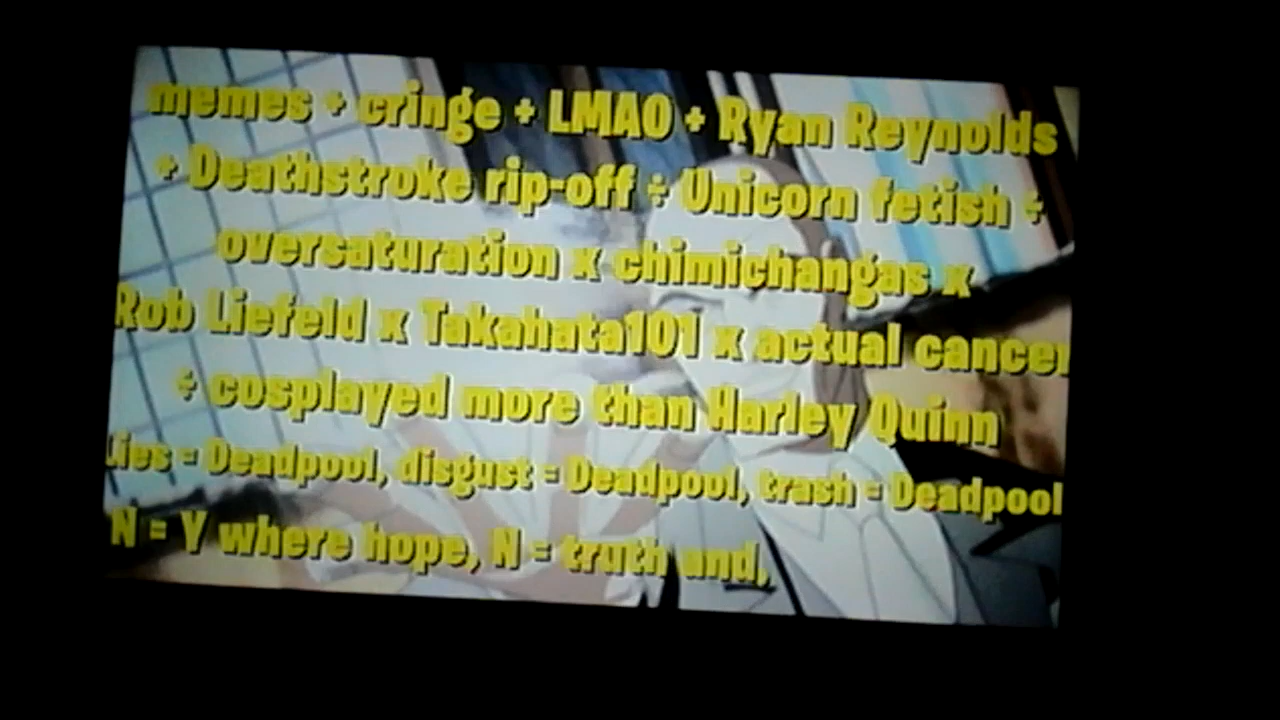 memes + cringe + LMAO + Ryan Reynolds
+ Deathstroke rip-off ÷ Unicorn fetish ÷
oversaturation x chimichangas x
Rob Liefeld x Takahata101 x actual cancer
÷ cosplayed more than Harley Quinn
Lies = Deadpool, disgust = Deadpool, trash = Deadpool
N = Y where hope, N = truth and,